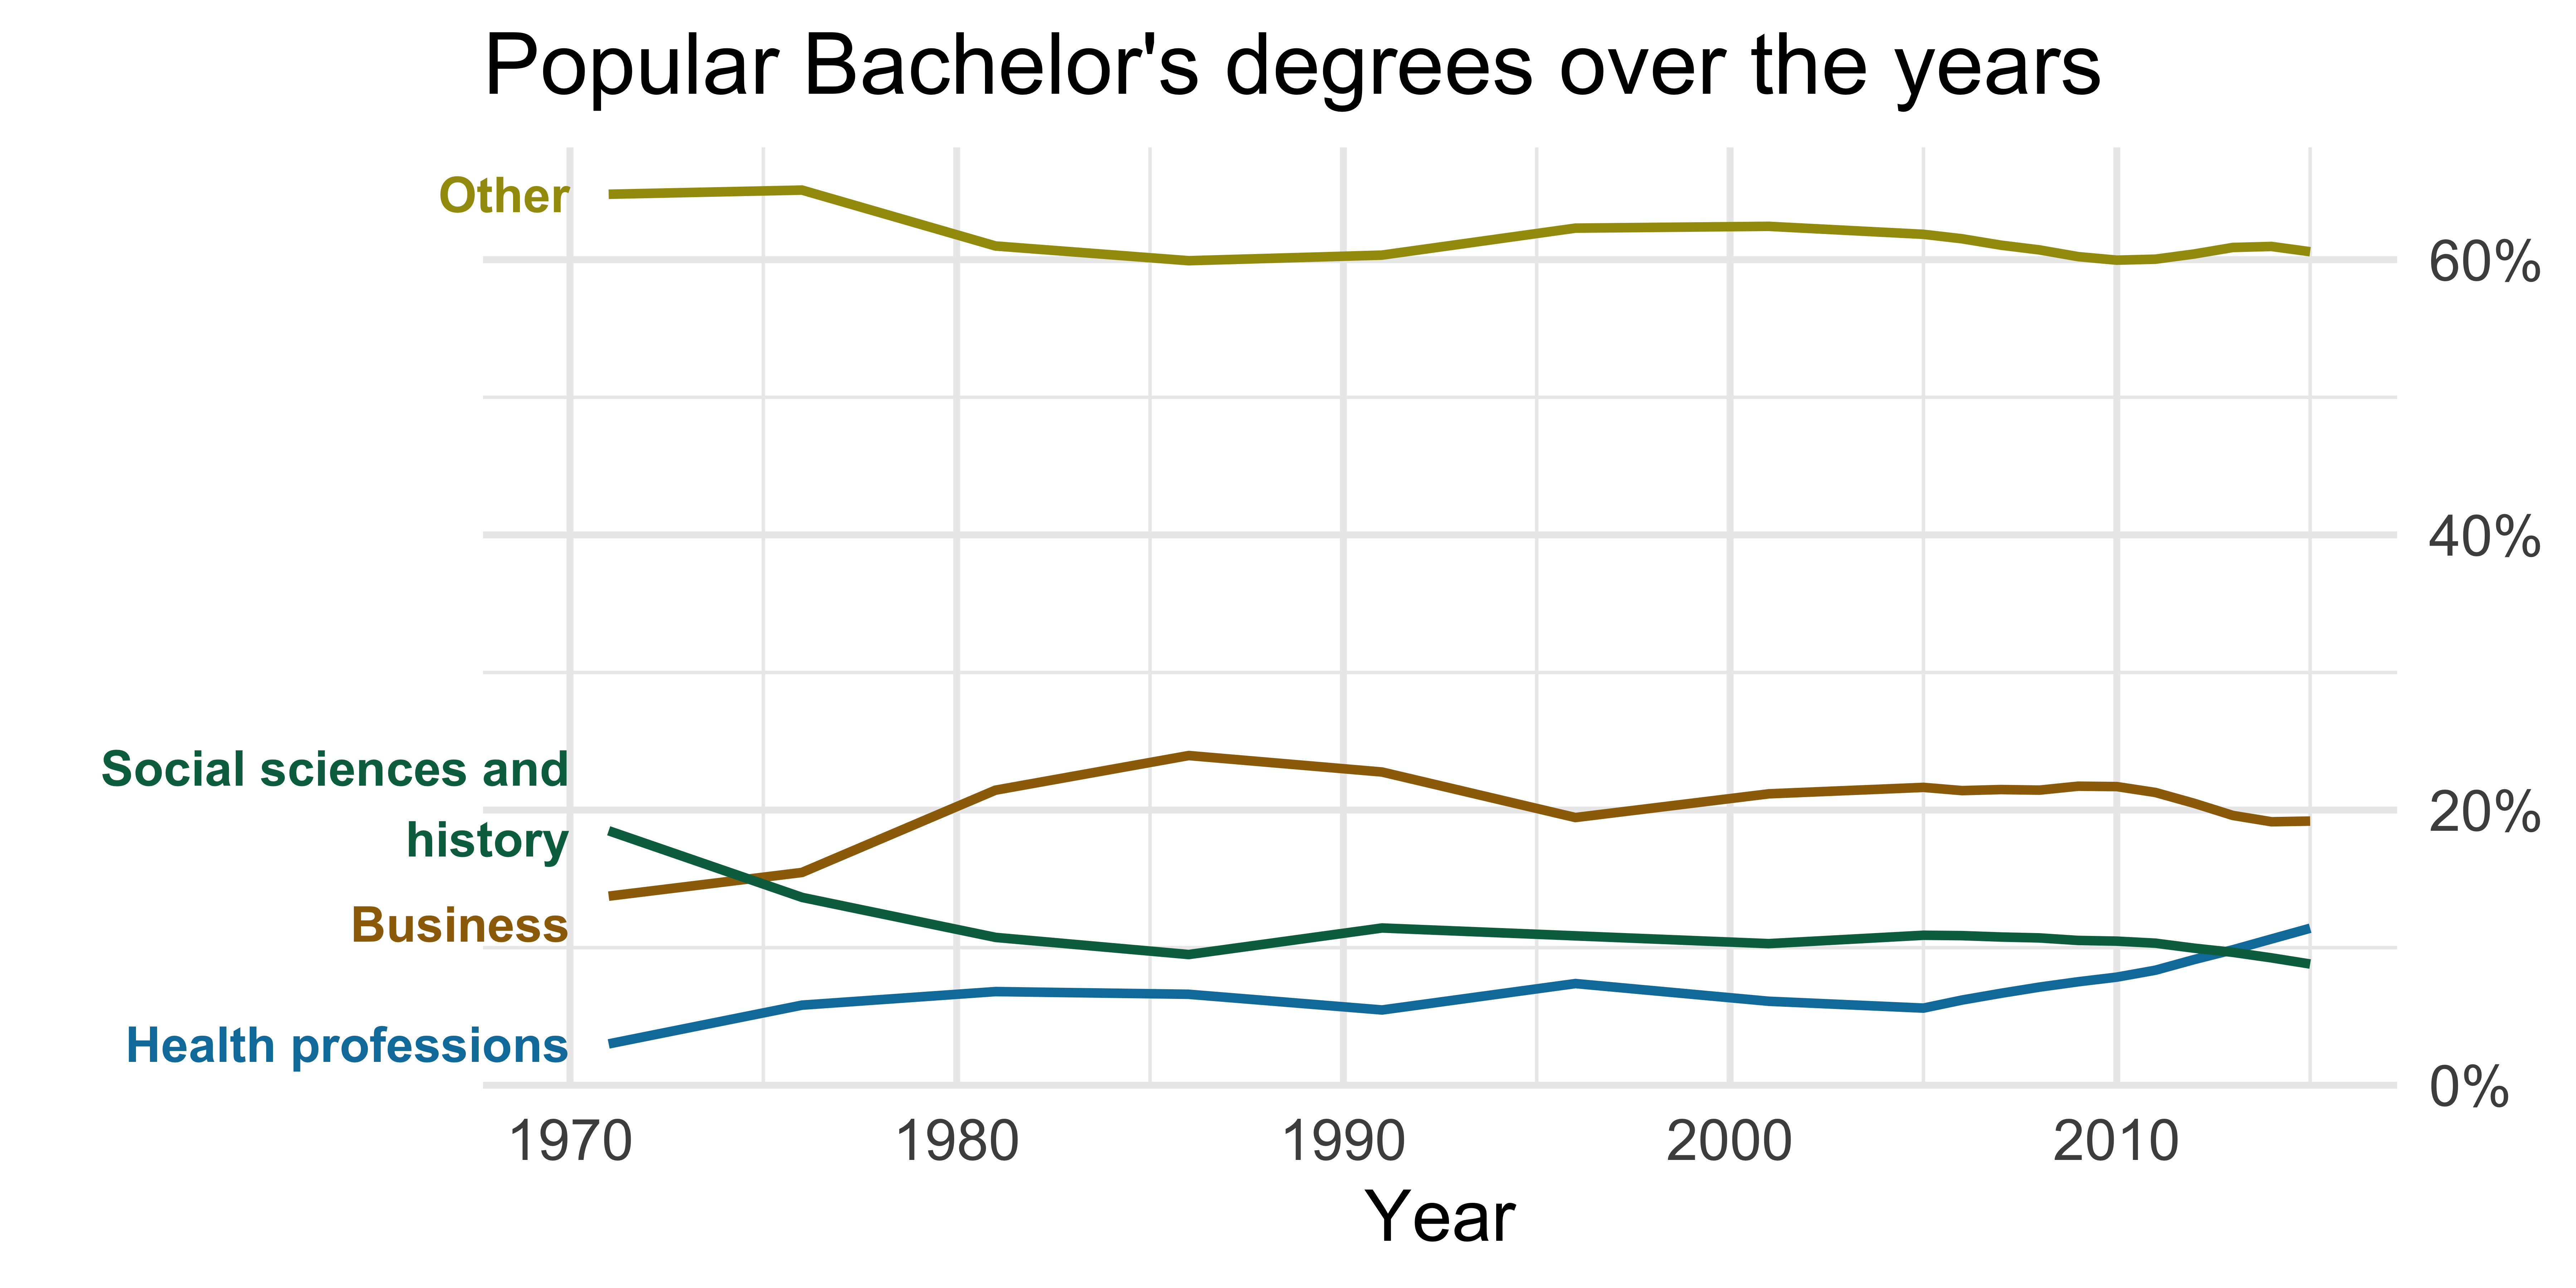 Popular Bachelor's degrees over the years
Other
60%
40%
Social sciences and
history
20%
Business
Health professions
0%
1970 1980 1990 2000 2010
Year